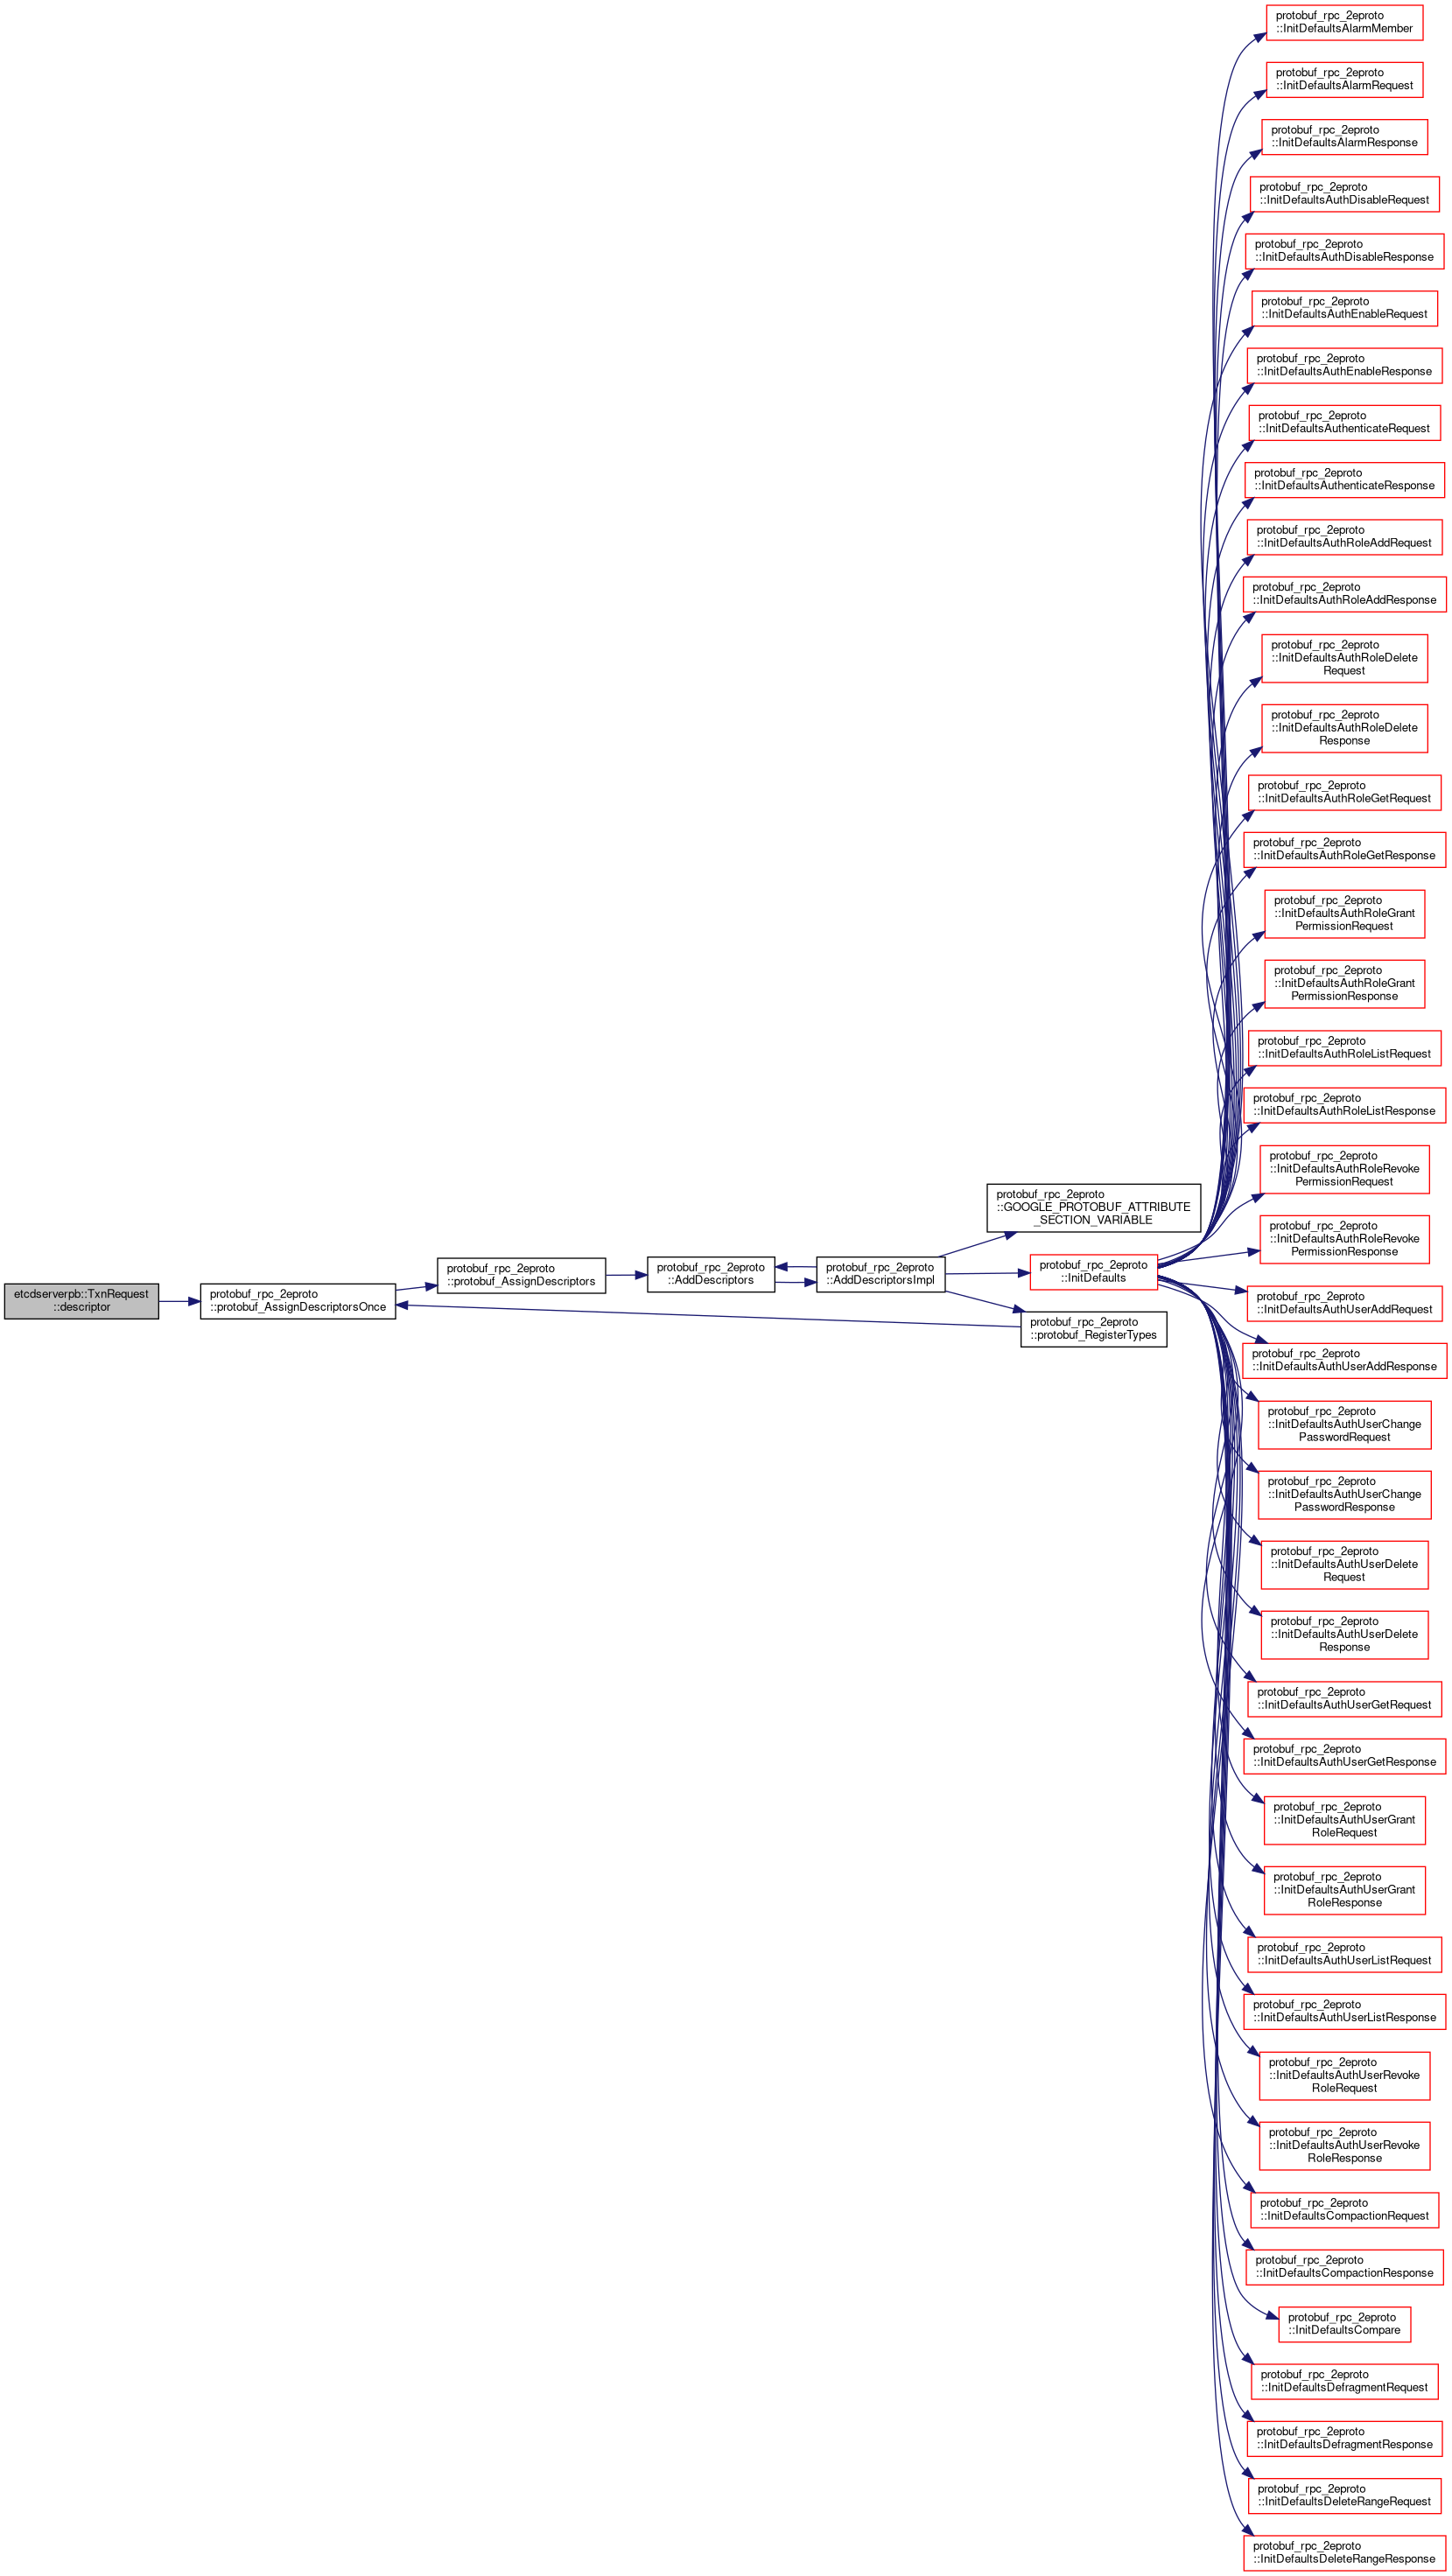 etcdserverpb::TxnRequest
::descriptor
protobuf_rpc_2eproto
::protobuf_AssignDescriptorsOnce
protobuf_rpc_2eproto
::protobuf_AssignDescriptors
protobuf_rpc_2eproto
::AddDescriptors
protobuf_rpc_2eproto
::AddDescriptorsImpl
protobuf_rpc_2eproto
::GOOGLE_PROTOBUF_ATTRIBUTE
_SECTION_VARIABLE
protobuf_rpc_2eproto
::InitDefaults
protobuf_rpc_2eproto
::protobuf_RegisterTypes
protobuf_rpc_2eproto
::InitDefaultsAlarmMember
protobuf_rpc_2eproto
::InitDefaultsAlarmRequest
protobuf_rpc_2eproto
::InitDefaultsAlarmResponse
protobuf_rpc_2eproto
::InitDefaultsAuthDisableRequest
protobuf_rpc_2eproto
::InitDefaultsAuthDisableResponse
protobuf_rpc_2eproto
::InitDefaultsAuthEnableRequest
protobuf_rpc_2eproto
::InitDefaultsAuthEnableResponse
protobuf_rpc_2eproto
::InitDefaultsAuthenticateRequest
protobuf_rpc_2eproto
::InitDefaultsAuthenticateResponse
protobuf_rpc_2eproto
::InitDefaultsAuthRoleAddRequest
protobuf_rpc_2eproto
::InitDefaultsAuthRoleAddResponse
protobuf_rpc_2eproto
::InitDefaultsAuthRoleDelete
Request
protobuf_rpc_2eproto
::InitDefaultsAuthRoleDelete
Response
protobuf_rpc_2eproto
::InitDefaultsAuthRoleGetRequest
protobuf_rpc_2eproto
::InitDefaultsAuthRoleGetResponse
protobuf_rpc_2eproto
::InitDefaultsAuthRoleGrant
PermissionRequest
protobuf_rpc_2eproto
::InitDefaultsAuthRoleGrant
PermissionResponse
protobuf_rpc_2eproto
::InitDefaultsAuthRoleListRequest
protobuf_rpc_2eproto
::InitDefaultsAuthRoleListResponse
protobuf_rpc_2eproto
::InitDefaultsAuthRoleRevoke
PermissionRequest
protobuf_rpc_2eproto
::InitDefaultsAuthRoleRevoke
PermissionResponse
protobuf_rpc_2eproto
::InitDefaultsAuthUserAddRequest
protobuf_rpc_2eproto
::InitDefaultsAuthUserAddResponse
protobuf_rpc_2eproto
::InitDefaultsAuthUserChange
PasswordRequest
protobuf_rpc_2eproto
::InitDefaultsAuthUserChange
PasswordResponse
protobuf_rpc_2eproto
::InitDefaultsAuthUserDelete
Request
protobuf_rpc_2eproto
::InitDefaultsAuthUserDelete
Response
protobuf_rpc_2eproto
::InitDefaultsAuthUserGetRequest
protobuf_rpc_2eproto
::InitDefaultsAuthUserGetResponse
protobuf_rpc_2eproto
::InitDefaultsAuthUserGrant
RoleRequest
protobuf_rpc_2eproto
::InitDefaultsAuthUserGrant
RoleResponse
protobuf_rpc_2eproto
::InitDefaultsAuthUserListRequest
protobuf_rpc_2eproto
::InitDefaultsAuthUserListResponse
protobuf_rpc_2eproto
::InitDefaultsAuthUserRevoke
RoleRequest
protobuf_rpc_2eproto
::InitDefaultsAuthUserRevoke
RoleResponse
protobuf_rpc_2eproto
::InitDefaultsCompactionRequest
protobuf_rpc_2eproto
::InitDefaultsCompactionResponse
protobuf_rpc_2eproto
::InitDefaultsCompare
protobuf_rpc_2eproto
::InitDefaultsDefragmentRequest
protobuf_rpc_2eproto
::InitDefaultsDefragmentResponse
protobuf_rpc_2eproto
::InitDefaultsDeleteRangeRequest
protobuf_rpc_2eproto
::InitDefaultsDeleteRangeResponse